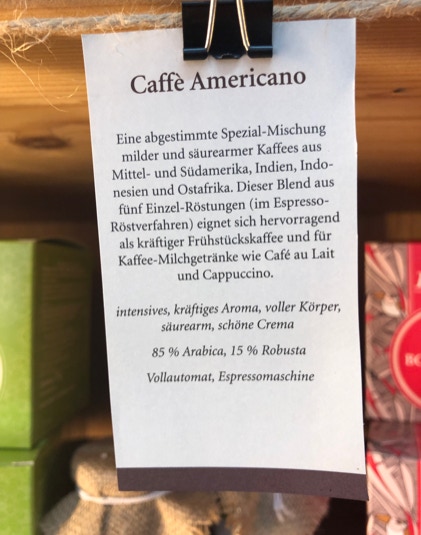 Caffè Americano
Eine abgestimmte Spezial-Mischung
milder und säurearmer Kaffees aus
Mittel- und Südamerika, Indien, Indo-
nesien und Ostafrika. Dieser Blend aus
fünf Einzel-Röstungen (im Espresso-
Röstverfahren) eignet sich hervorragend
als kräftiger Frühstückskaffee und für
Kaffee-Milchgetränke wie Café au Lait
und Cappuccino.
intensives, kräftiges Aroma, voller Körper,
säurearm, schöne Crema
85 % Arabica, 15 % Robusta
Vollautomat, Espressomaschine